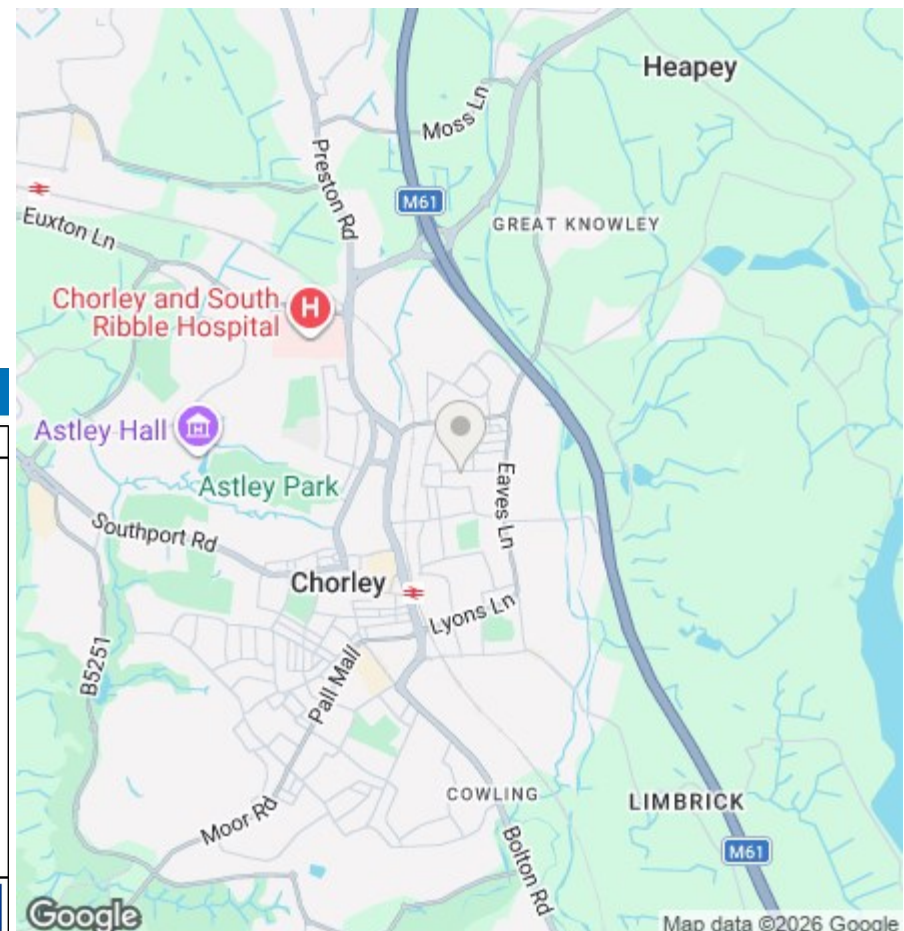 Heapey
Moss Ln
Preston Rd
M61
GREAT KNOWLEY
Euxton Ln
Chorley and South
Ribble Hospital
H
Astley Hall
Astley Park
Eaves Ln
Southport Rd
Chorley
Lyons Ln
B5251
Pall Mall
COWLING
LIMBRICK
Moor Rd
Bolton Rd
M61
Google
Map data ©2026 Google